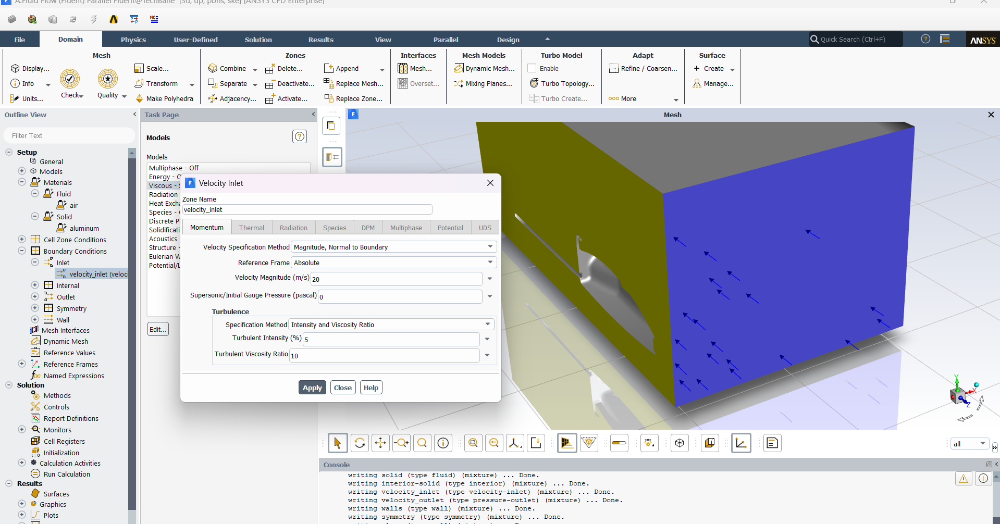 A:Fluid Flow (Fluent) Parallel Fluent@TechBane [3d, dp, pbns, ske] [ANSYS CFD Enterprise]
File Domain Physics User-Defined Solution Results View Parallel Design
Quick Search (Ctrl+F)
ANSYS
Mesh
Display...
Info
Units...
Check
Quality
Scale...
Transform
Make Polyhedra
Zones
Combine
Separate
Adjacency...
Delete...
Deactivate...
Activate...
Append
Replace Mesh...
Replace Zone...
Interfaces
Mesh...
Overset...
Mesh Models
Dynamic Mesh...
Mixing Planes...
Turbo Model
Enable
Turbo Topology...
Turbo Create...
Adapt
Refine / Coarsen...
More
Surface
Create
Manage...
Outline View
Filter Text
Setup
General
Models
Materials
Fluid
air
Solid
aluminum
Cell Zone Conditions
Boundary Conditions
Inlet
velocity_inlet (veloci
Internal
Outlet
Symmetry
Wall
Mesh Interfaces
Dynamic Mesh
Reference Values
Reference Frames
Named Expressions
Solution
Methods
Controls
Report Definitions
Monitors
Cell Registers
Initialization
Calculation Activities
Run Calculation
Results
Surfaces
Graphics
Plots
Task Page
Models
Models
Multiphase - Off
Energy -
Viscous -
Radiation
Heat Excha
Species -
Discrete
Solidificati
Acoustics -
Structure -
Eulerian W
Potential/L
Edit...
Velocity Inlet
Zone Name
velocity_inlet
Momentum Thermal Radiation Species DPM Multiphase Potential UDS
Velocity Specification Method Magnitude, Normal to Boundary
Reference Frame Absolute
Velocity Magnitude (m/s) 20
Supersonic/Initial Gauge Pressure (pascal) 0
Turbulence
Specification Method Intensity and Viscosity Ratio
Turbulent Intensity (%) 5
Turbulent Viscosity Ratio 10
Apply Close Help
Mesh
Y
X
Z
all
Console
writing solid (type fluid) (mixture) ... Done.
writing interior-solid (type interior) (mixture) ... Done.
writing velocity_inlet (type velocity-inlet) (mixture) ... Done.
writing velocity_outlet (type pressure-outlet) (mixture) ... Done.
writing walls (type wall) (mixture) ... Done.
writing symmetry (type symmetry) (mixture) ... Done.